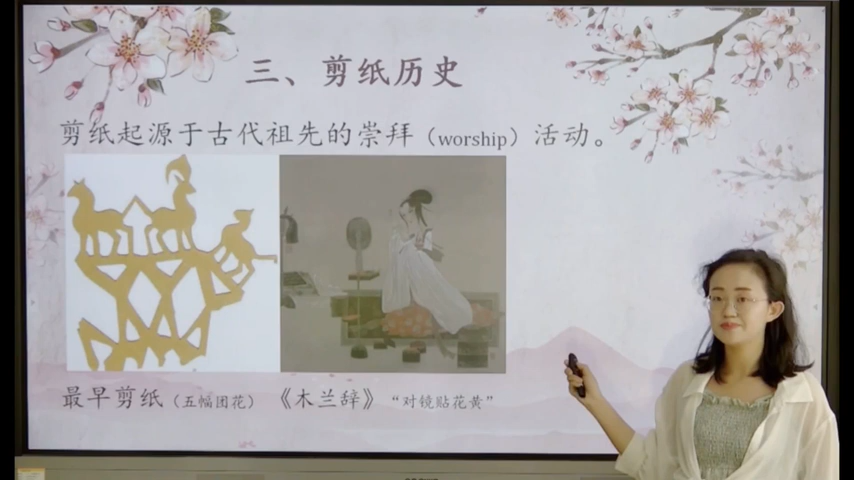 三、剪纸历史
剪纸起源于古代祖先的崇拜（worship）活动。
最早剪纸（五幅团花） 《木兰辞》“对镜贴花黄”